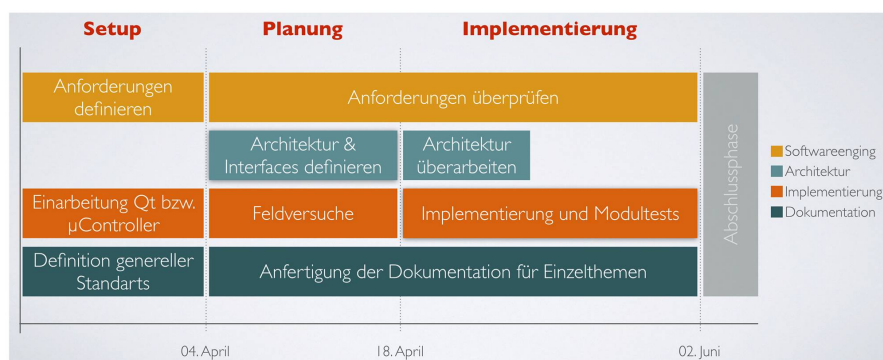 Setup
Planung
Implementierung
Anforderungen
definieren
Anforderungen überprüfen
Architektur &
Interfaces definieren
Architektur
überarbeiten
Einarbeitung Qt bzw.
µController
Feldversuche
Implementierung und Modultests
Definition genereller
Standarts
Anfertigung der Dokumentation für Einzelthemen
Abschlussphase
Softwareenging
Architektur
Implementierung
Dokumentation
04. April
18. April
02. Juni